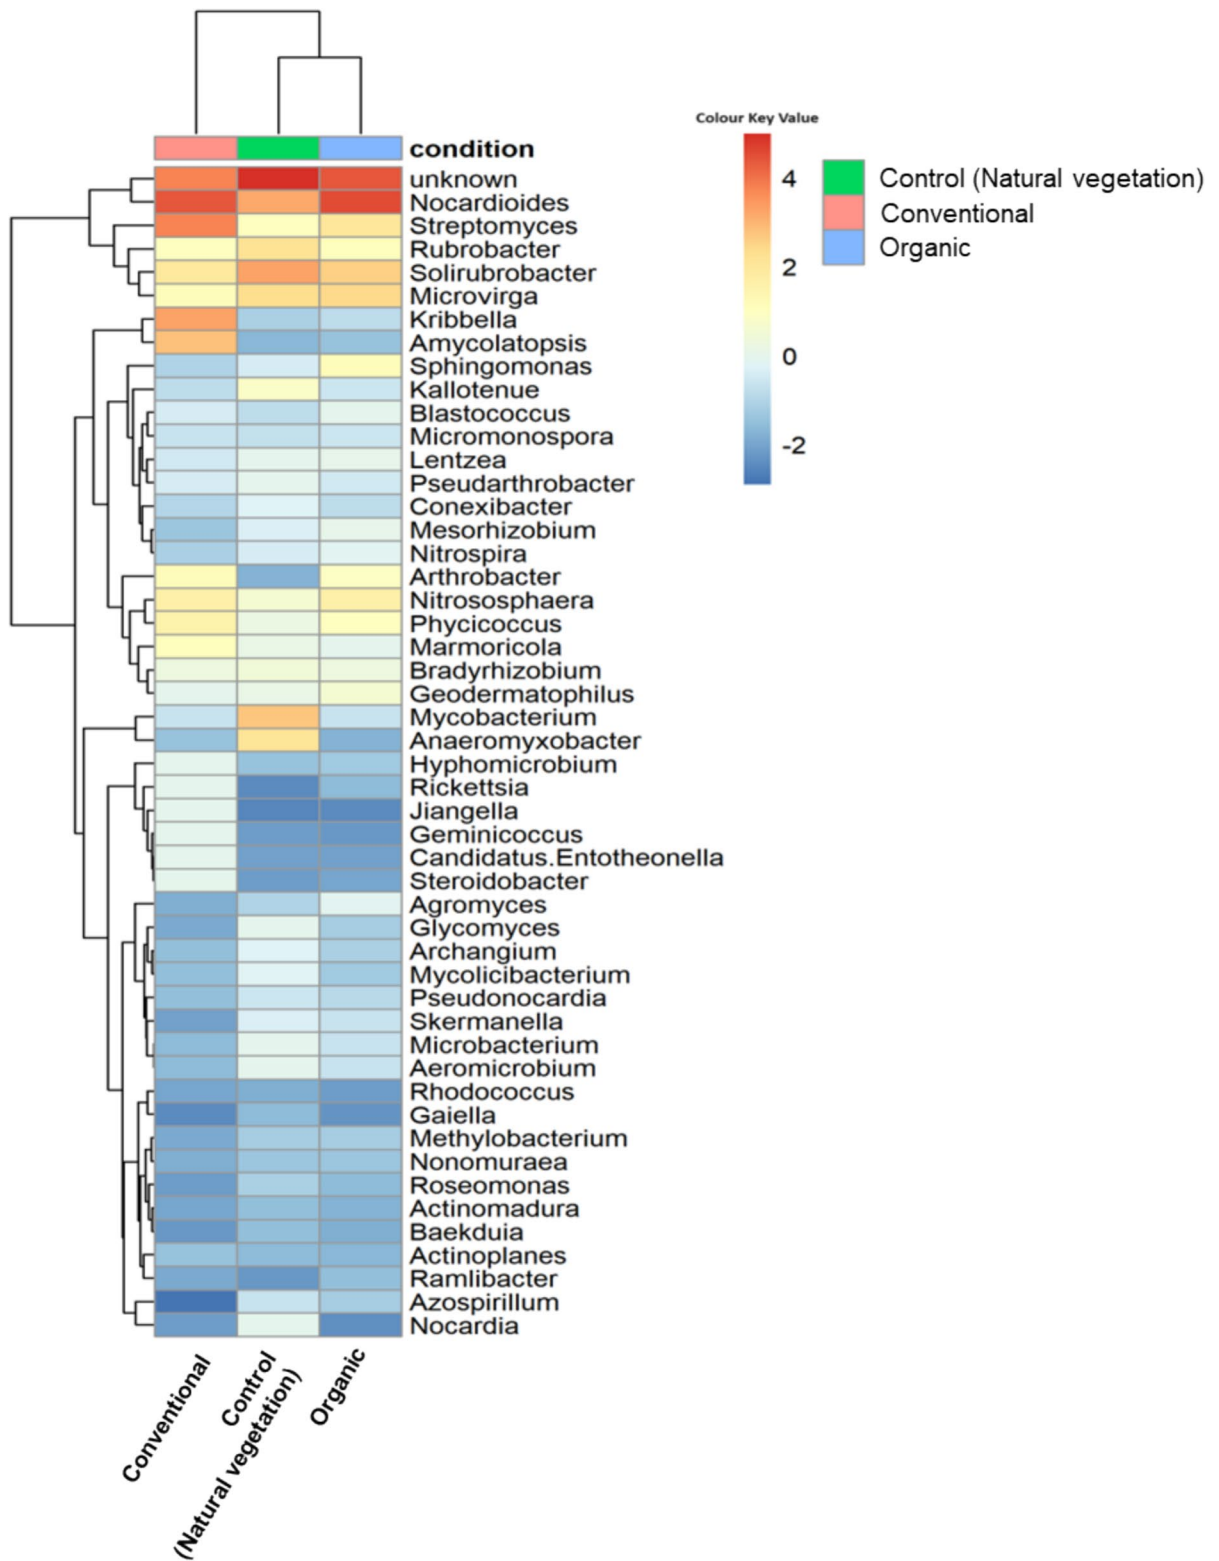 Colour Key Value
4
2
0
-2
Control (Natural vegetation)
Conventional
Organic
condition
unknown
Nocardioides
Streptomyces
Rubrobacter
Solirubrobacter
Microvirga
Kribbella
Amycolatopsis
Sphingomonas
Kallotenue
Blastococcus
Micromonospora
Lentzea
Pseudarthrobacter
Conexibacter
Mesorhizobium
Nitrospira
Arthrobacter
Nitrososphaera
Phycicoccus
Marmoricola
Bradyrhizobium
Geodermatophilus
Mycobacterium
Anaeromyxobacter
Hyphomicrobium
Rickettsia
Jiangella
Geminicoccus
Candidatus.Entotheonella
Steroidobacter
Agromyces
Glycomyces
Archangium
Mycolicibacterium
Pseudonocardia
Skermanella
Microbacterium
Aeromicrobium
Rhodococcus
Gaiella
Methylobacterium
Nonomuraea
Roseomonas
Actinomadura
Baekduia
Actinoplanes
Ramlibacter
Azospirillum
Nocardia
Conventional
Control
(Natural vegetation)
Organic